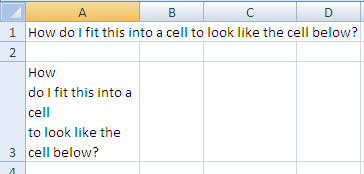 A B C D
1 How do I fit this into a cell to look like the cell below?
2
How
do I fit this into a
cell
to look like the
3 cell below?
4